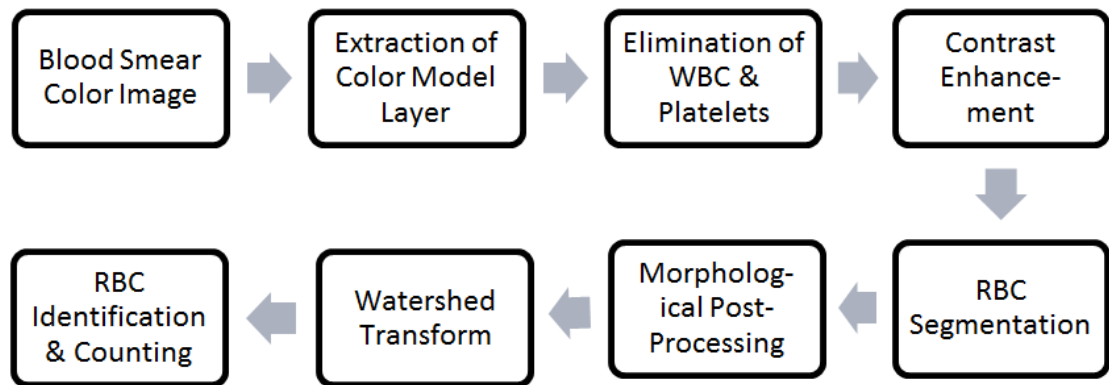 Blood Smear
Color Image
Extraction of
Color Model
Layer
Elimination of
WBC &
Platelets
Contrast
Enhance-
ment
RBC
Segmentation
Morpholog-
ical Post-
Processing
Watershed
Transform
RBC
Identification
& Counting